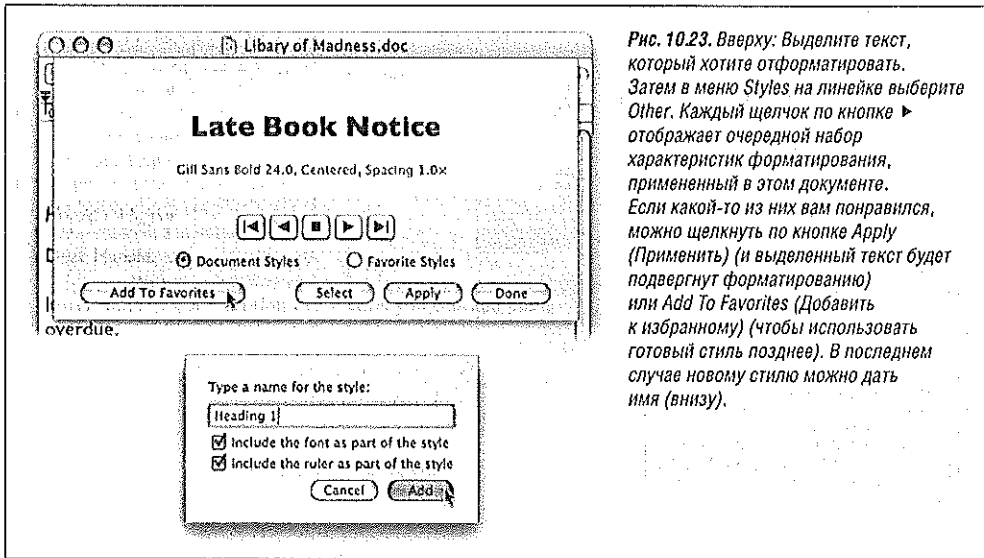 Libary of Madness.doc
Late Book Notice
Gill Sans Bold 24.0, Centered, Spacing 1.0×
Document Styles
Favorite Styles
Add To Favorites
Select
Apply
Done
overdue.
Type a name for the style:
Heading 1
Include the font as part of the style
Include the ruler as part of the style
Cancel
Add
Рис. 10.23. Вверху: Выделите текст,
который хотите отформатировать.
Затем в меню Styles на линейке выберите
Other. Каждый щелчок по кнопке ►
отображает очередной набор
характеристик форматирования,
примененный в этом документе.
Если какой-то из них вам понравился,
можно щелкнуть по кнопке Apply
(Применить) (и выделенный текст будет
подвергнут форматированию)
или Add To Favorites (Добавить
к избранному) (чтобы использовать
готовый стиль позднее). В последнем
случае новому стилю можно дать
имя (внизу).